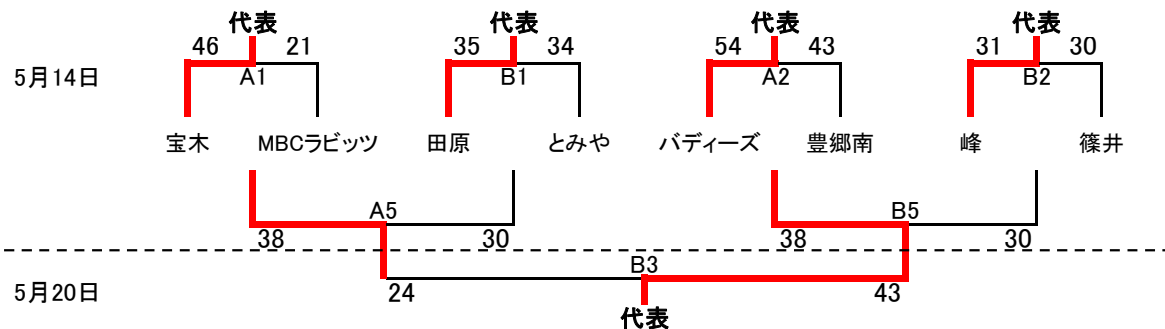 代表 代表 代表 代表
46 21 35 34 54 43 31 30
5月14日 A1 B1 A2 B2
宝木 MBCラビッツ 田原 とみや バディーズ 豊郷南 峰 篠井
A5 B5
38 30 38 30
B3
5月20日 24 43
代表